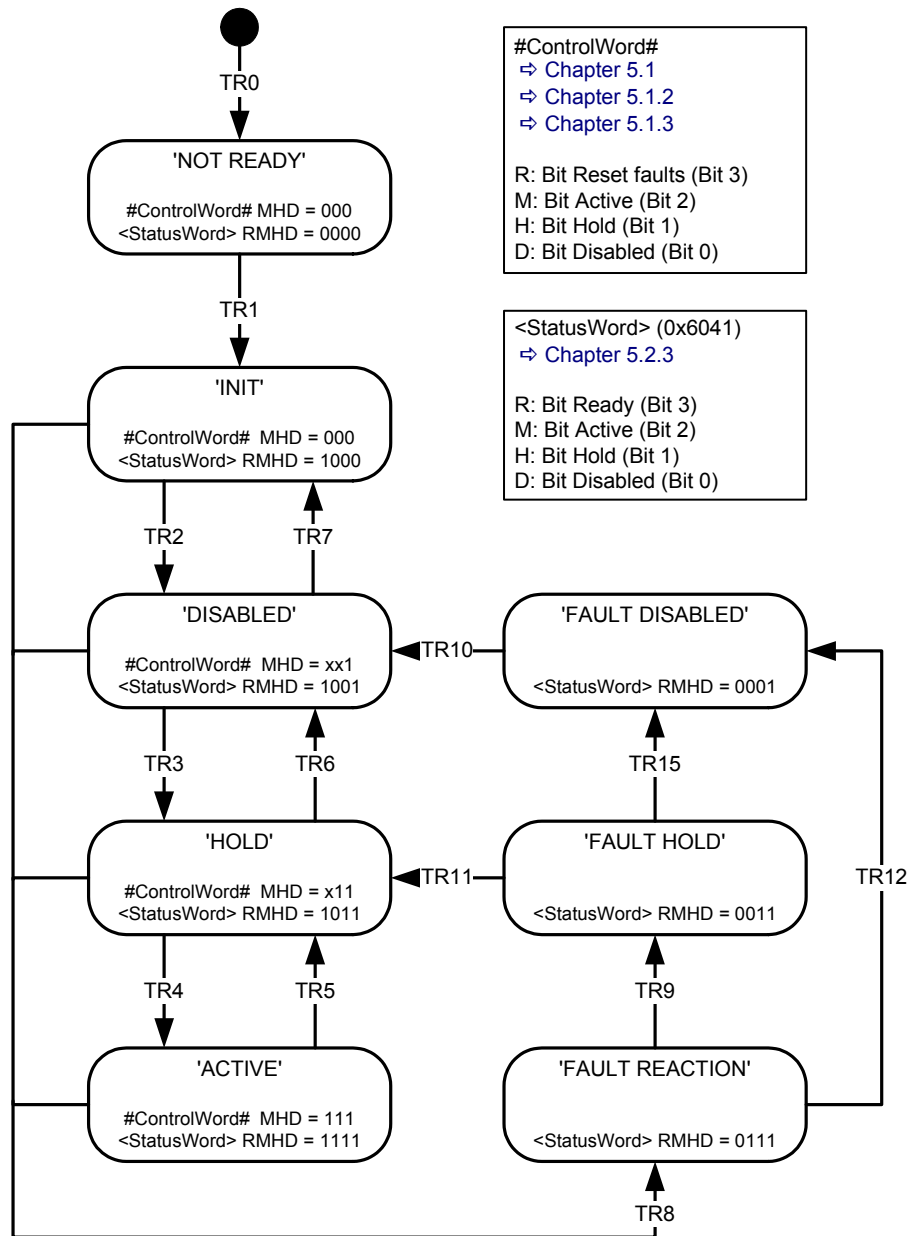 TR0
#ControlWord#
⇨ Chapter 5.1
⇨ Chapter 5.1.2
⇨ Chapter 5.1.3
R: Bit Reset faults (Bit 3)
M: Bit Active (Bit 2)
H: Bit Hold (Bit 1)
D: Bit Disabled (Bit 0)
'NOT READY'
#ControlWord# MHD = 000
<StatusWord> RMHD = 0000
TR1
<StatusWord> (0x6041)
⇨ Chapter 5.2.3
R: Bit Ready (Bit 3)
M: Bit Active (Bit 2)
H: Bit Hold (Bit 1)
D: Bit Disabled (Bit 0)
'INIT'
#ControlWord# MHD = 000
<StatusWord> RMHD = 1000
TR2
TR7
'DISABLED'
#ControlWord# MHD = xx1
<StatusWord> RMHD = 1001
TR10
'FAULT DISABLED'
<StatusWord> RMHD = 0001
TR3
TR6
TR15
'HOLD'
#ControlWord# MHD = x11
<StatusWord> RMHD = 1011
TR11
'FAULT HOLD'
<StatusWord> RMHD = 0011
TR12
TR4
TR5
TR9
'ACTIVE'
#ControlWord# MHD = 111
<StatusWord> RMHD = 1111
'FAULT REACTION'
<StatusWord> RMHD = 0111
TR8